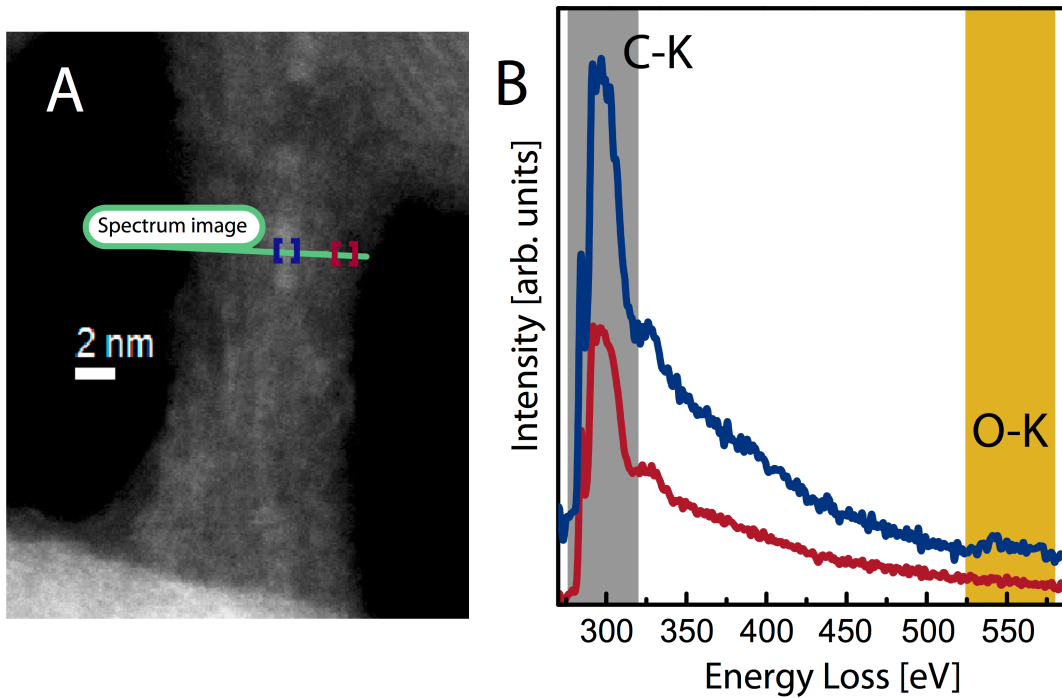 A
Spectrum image
2 nm
B
C-K
O-K
Intensity [arb. units]
300 350 400 450 500 550
Energy Loss [eV]